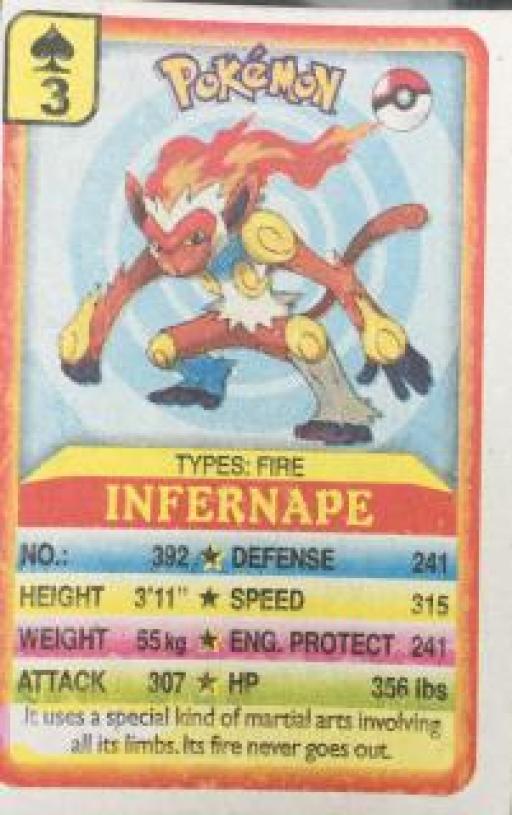 3
POKéMON
TYPES: FIRE
INFERNAPE
NO.: 392 ★ DEFENSE 241
HEIGHT 3'11" ★ SPEED 315
WEIGHT 55 kg ★ ENG. PROTECT 241
ATTACK 307 ★ HP 356 lbs
It uses a special kind of martial arts involving
all its limbs. Its fire never goes out.